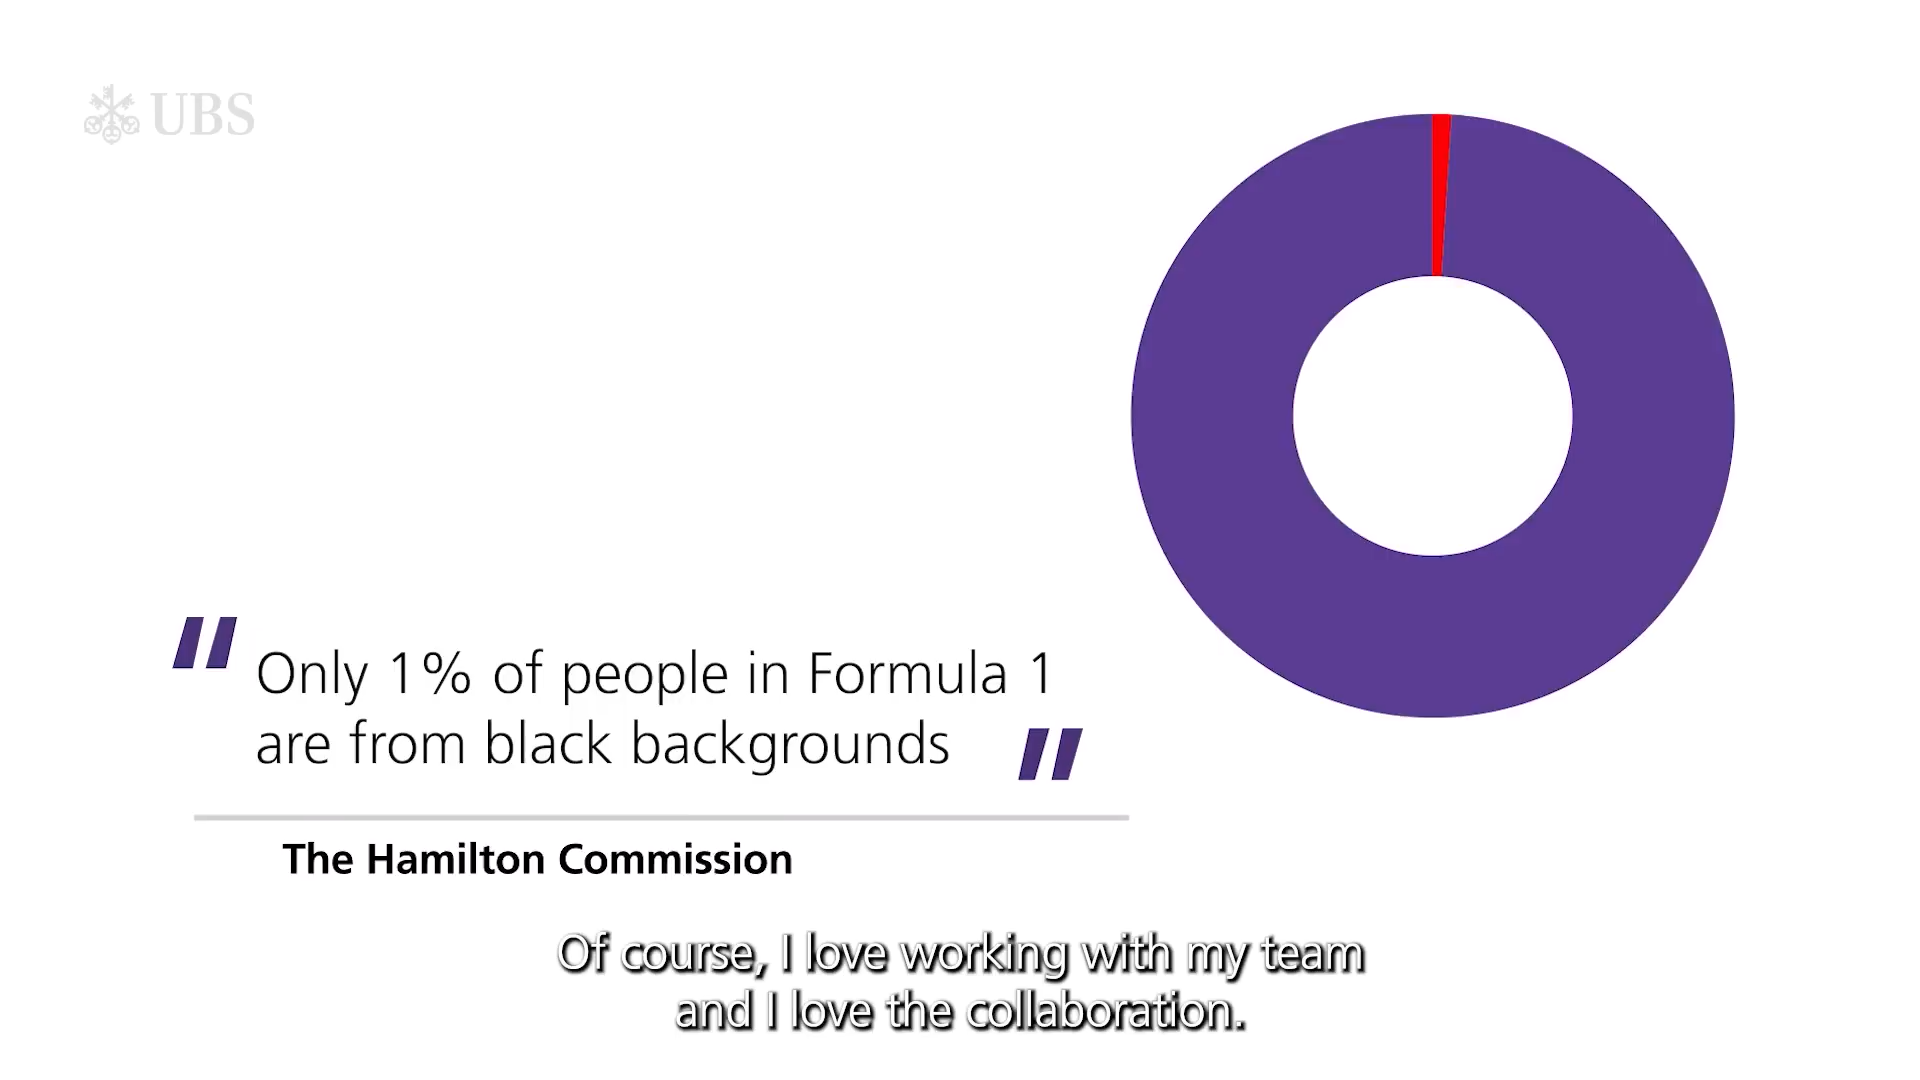 UBS
" Only 1% of people in Formula 1
are from black backgrounds "
The Hamilton Commission
Of course, I love working with my team
and I love the collaboration.